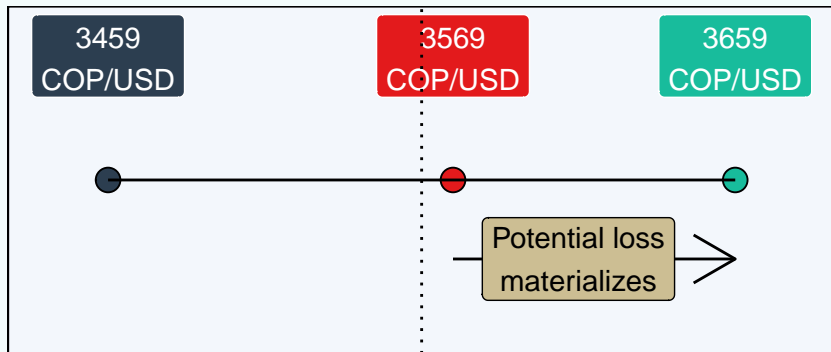 3459
COP/USD
3569
COP/USD
3659
COP/USD
Potential loss
materializes